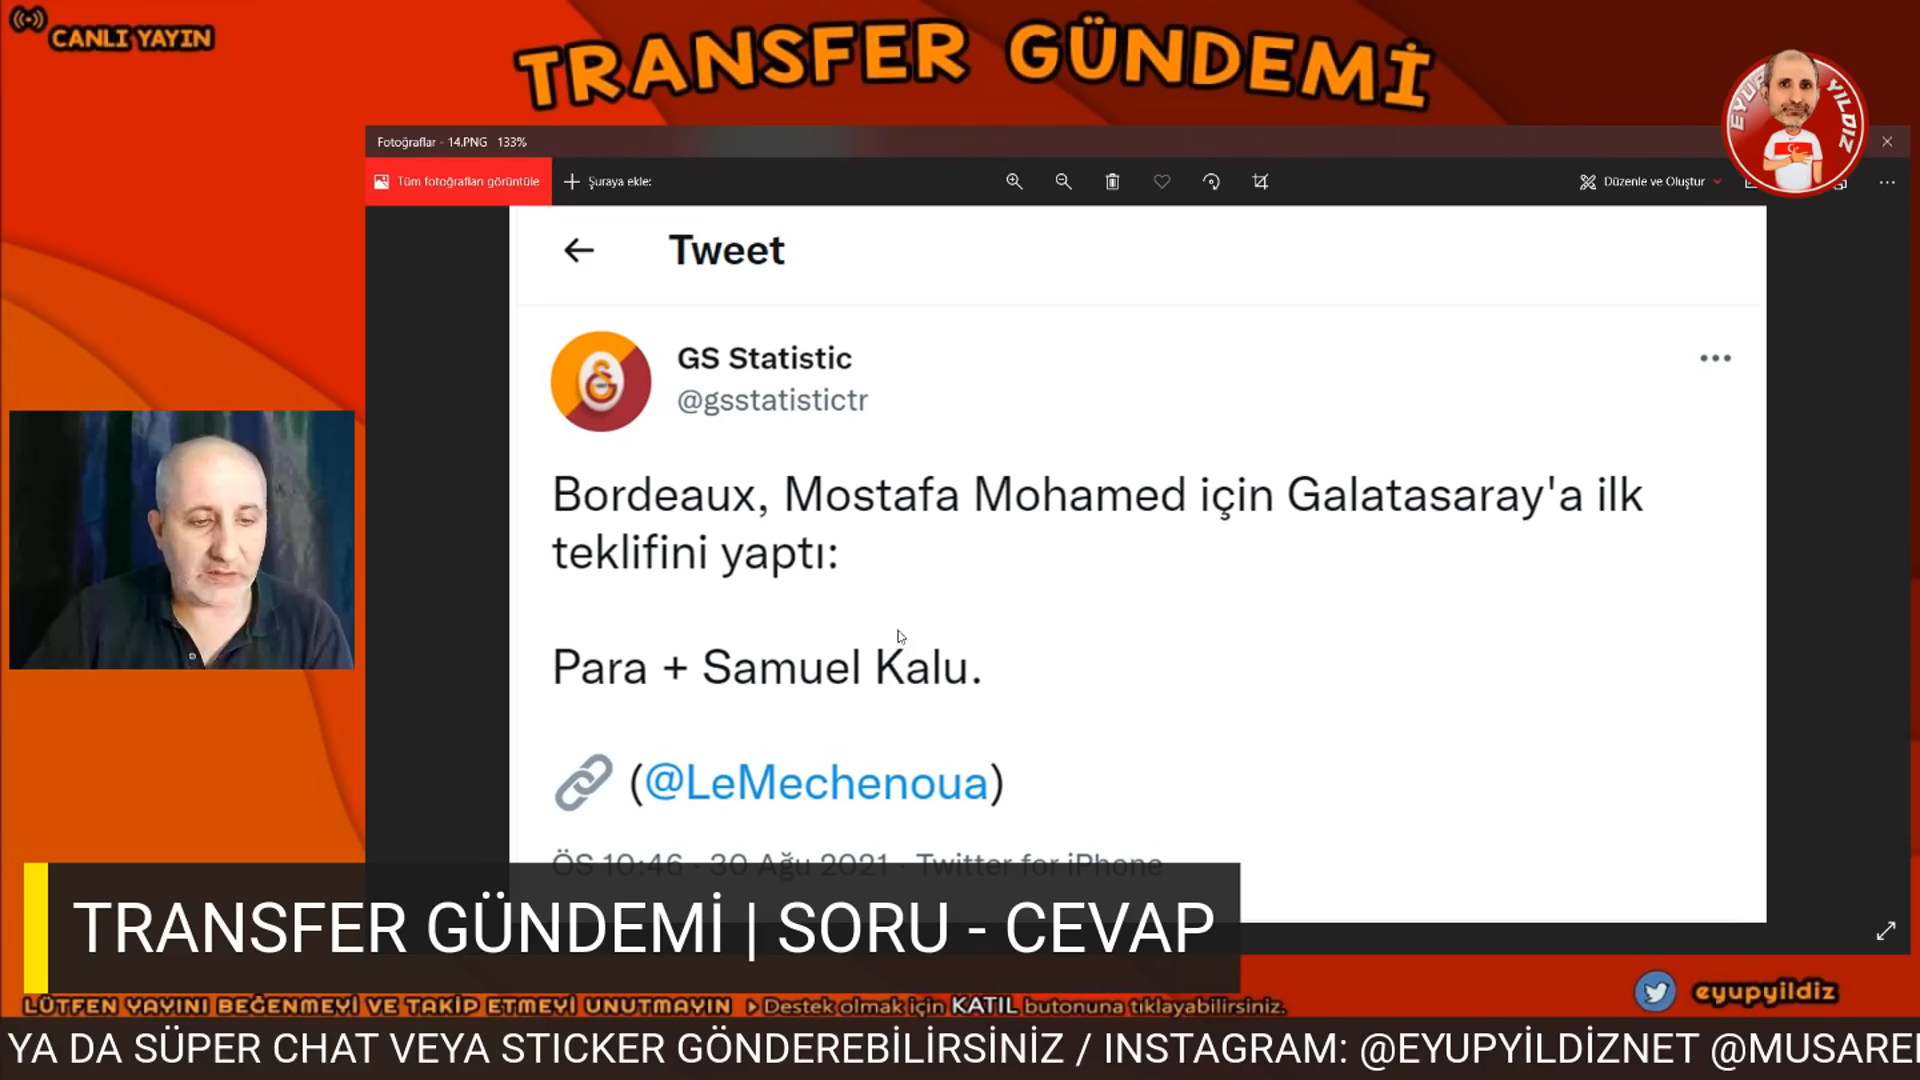 CANLI YAYIN
TRANSFER GÜNDEMİ
EYUP YILDIZ
Fotoğraflar - 14.PNG 133%
Tüm fotoğrafları görüntüle
Şuraya ekle:
Düzenle ve Oluştur
Tweet
GS Statistic
@gsstatistictr
Bordeaux, Mostafa Mohamed için Galatasaray'a ilk
teklifini yaptı:
Para + Samuel Kalu.
(@LeMechenoua)
ÖS 10:46 · 30 Ağu 2021 · Twitter for iPhone
TRANSFER GÜNDEMİ | SORU - CEVAP
eyupyildiz
LÜTFEN YAYINI BEĞENMEYİ VE TAKİP ETMEYİ UNUTMAYIN Destek olmak için KATIL butonuna tıklayabilirsiniz.
YA DA SÜPER CHAT VEYA STICKER GÖNDEREBİLİRSİNİZ / INSTAGRAM: @EYUPYİLDİZNET @MUSAREI